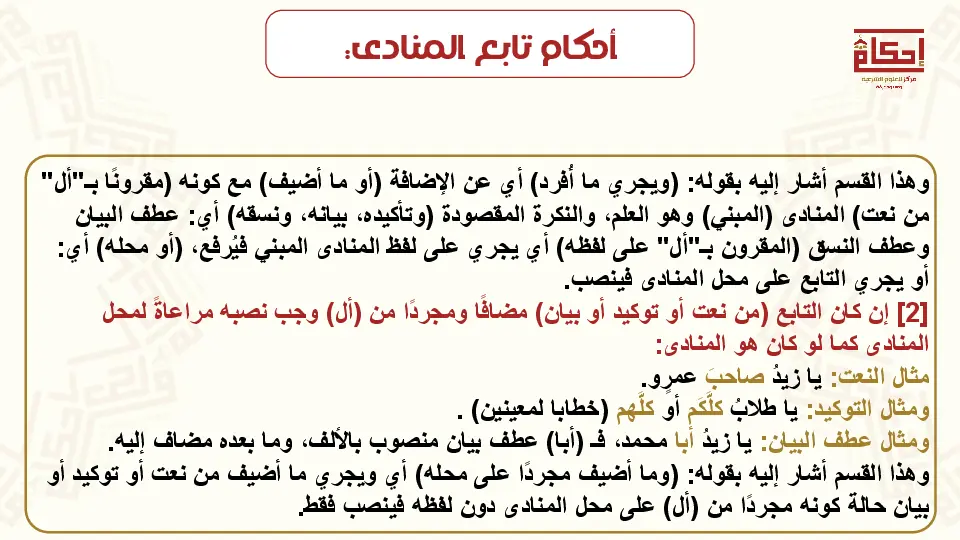 أحكام تابع المنادى:
إحكام
مركز للعلوم الشرعية
وهذا القسم أشار إليه بقوله: (ويجري ما أُفرد) أي عن الإضافة (أو ما أضيف) مع كونه (مقرونًا بـ"أل"
من نعت) المنادى (المبني) وهو العلم، والنكرة المقصودة (وتأكيده، بيانه، ونسقه) أي: عطف البيان
وعطف النسق (المقرون بـ"أل" على لفظه) أي يجري على لفظ المنادى المبني فيُرفع، (أو محله) أي:
أو يجري التابع على محل المنادى فينصب.
[2] إن كان التابع (من نعت أو توكيد أو بيان) مضافًا ومجردًا من (أل) وجب نصبه مراعاةً لمحل
المنادى كما لو كان هو المنادى:
مثال النعت: يا زيدُ صاحبَ عمرٍو.
ومثال التوكيد: يا طلابُ كلَّكَم أو كلَّهم (خطابا لمعينين) .
ومثال عطف البيان: يا زيدُ أبا محمد، فـ (أبا) عطف بيان منصوب بالألف، وما بعده مضاف إليه.
وهذا القسم أشار إليه بقوله: (وما أضيف مجردًا على محله) أي ويجري ما أضيف من نعت أو توكيد أو
بيان حالة كونه مجردًا من (أل) على محل المنادى دون لفظه فينصب فقط.